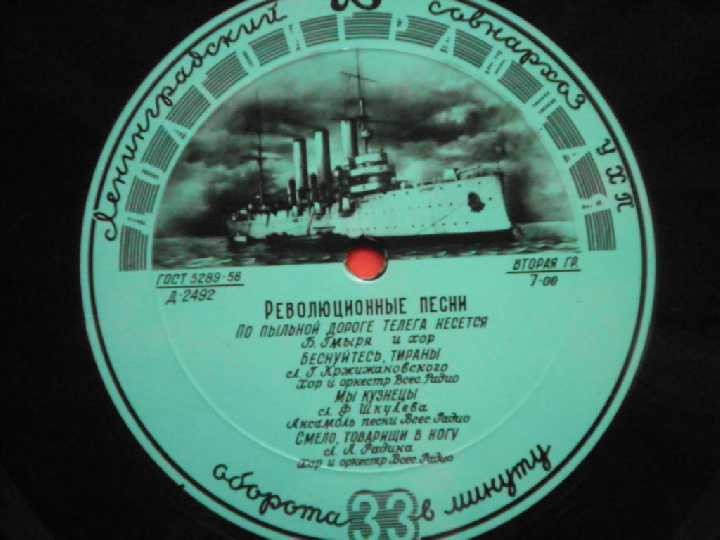 Ленинградский совнархоз УХП
ГОСТ 5289-56
Д-2492
ВТОРАЯ ГР.
7-00
РЕВОЛЮЦИОННЫЕ ПЕСНИ
ПО ПЫЛЬНОЙ ДОРОГЕ ТЕЛЕГА НЕСЕТСЯ
Б. Гмыря и хор
БЕСНУЙТЕСЬ, ТИРАНЫ
сл. Г. Кржижановского
Хор и оркестр Всес. Радио
МЫ КУЗНЕЦЫ
сл. Ф. Шкулева
Ансамбль песни Всес. Радио
СМЕЛО, ТОВАРИЩИ В НОГУ
сл. Л. Радина
Хор и оркестр Всес. Радио
оборота 33 в минуту